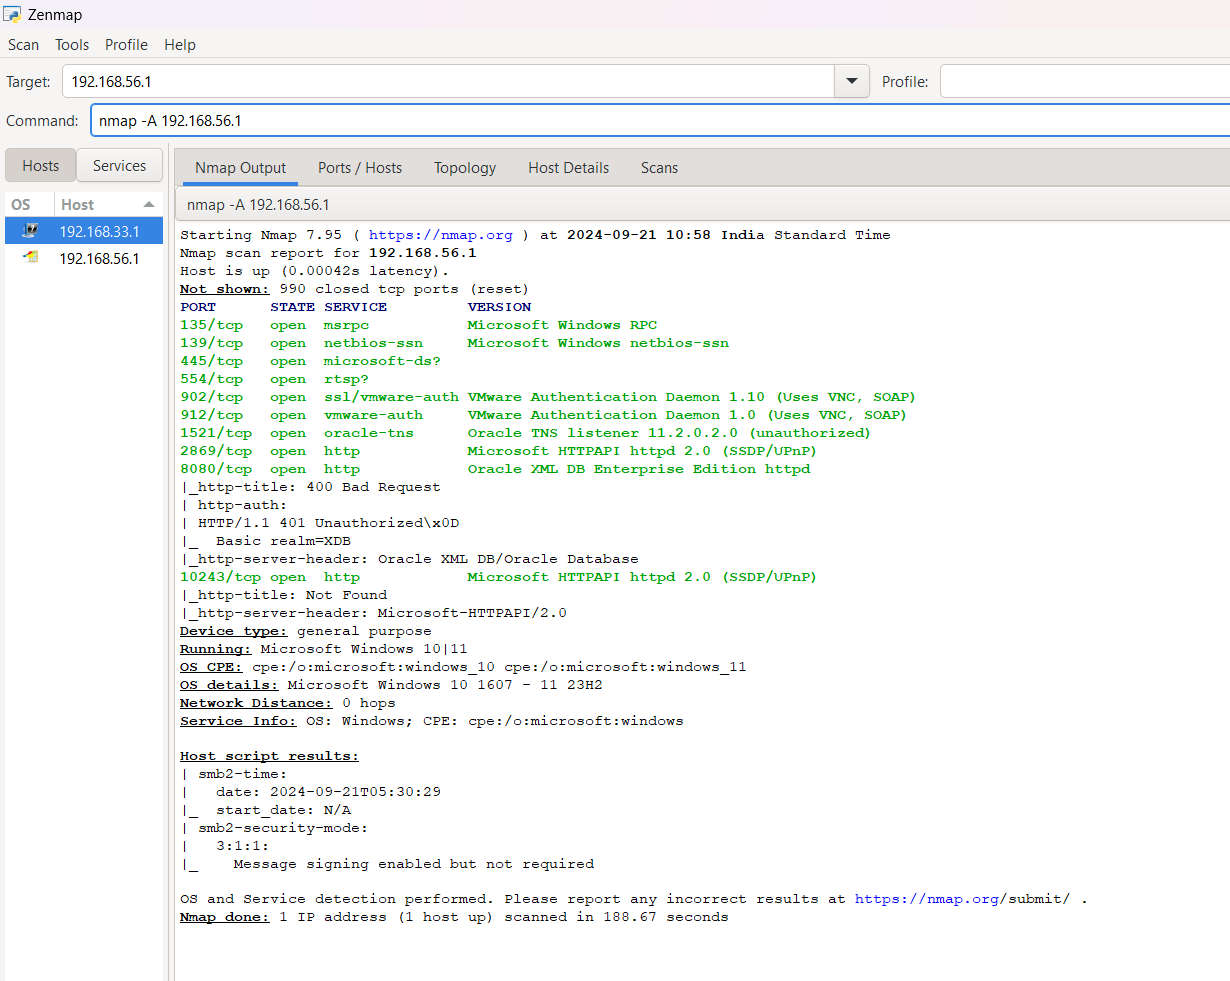 Zenmap
Scan Tools Profile Help
Target: 192.168.56.1 Profile:
Command: nmap -A 192.168.56.1
Hosts Services
OS Host
192.168.33.1
192.168.56.1
Nmap Output Ports / Hosts Topology Host Details Scans
nmap -A 192.168.56.1
Starting Nmap 7.95 ( https://nmap.org ) at 2024-09-21 10:58 India Standard Time
Nmap scan report for 192.168.56.1
Host is up (0.00042s latency).
Not shown: 990 closed tcp ports (reset)
PORT STATE SERVICE VERSION
135/tcp open msrpc Microsoft Windows RPC
139/tcp open netbios-ssn Microsoft Windows netbios-ssn
445/tcp open microsoft-ds?
554/tcp open rtsp?
902/tcp open ssl/vmware-auth VMware Authentication Daemon 1.10 (Uses VNC, SOAP)
912/tcp open vmware-auth VMware Authentication Daemon 1.0 (Uses VNC, SOAP)
1521/tcp open oracle-tns Oracle TNS listener 11.2.0.2.0 (unauthorized)
2869/tcp open http Microsoft HTTPAPI httpd 2.0 (SSDP/UPnP)
8080/tcp open http Oracle XML DB Enterprise Edition httpd
|_http-title: 400 Bad Request
| http-auth:
| HTTP/1.1 401 Unauthorized\x0D
|_  Basic realm=XDB
|_http-server-header: Oracle XML DB/Oracle Database
10243/tcp open http Microsoft HTTPAPI httpd 2.0 (SSDP/UPnP)
|_http-title: Not Found
|_http-server-header: Microsoft-HTTPAPI/2.0
Device type: general purpose
Running: Microsoft Windows 10|11
OS CPE: cpe:/o:microsoft:windows_10 cpe:/o:microsoft:windows_11
OS details: Microsoft Windows 10 1607 - 11 23H2
Network Distance: 0 hops
Service Info: OS: Windows; CPE: cpe:/o:microsoft:windows
Host script results:
| smb2-time:
|   date: 2024-09-21T05:30:29
|_  start_date: N/A
| smb2-security-mode:
|   3:1:1:
|_    Message signing enabled but not required
OS and Service detection performed. Please report any incorrect results at https://nmap.org/submit/ .
Nmap done: 1 IP address (1 host up) scanned in 188.67 seconds